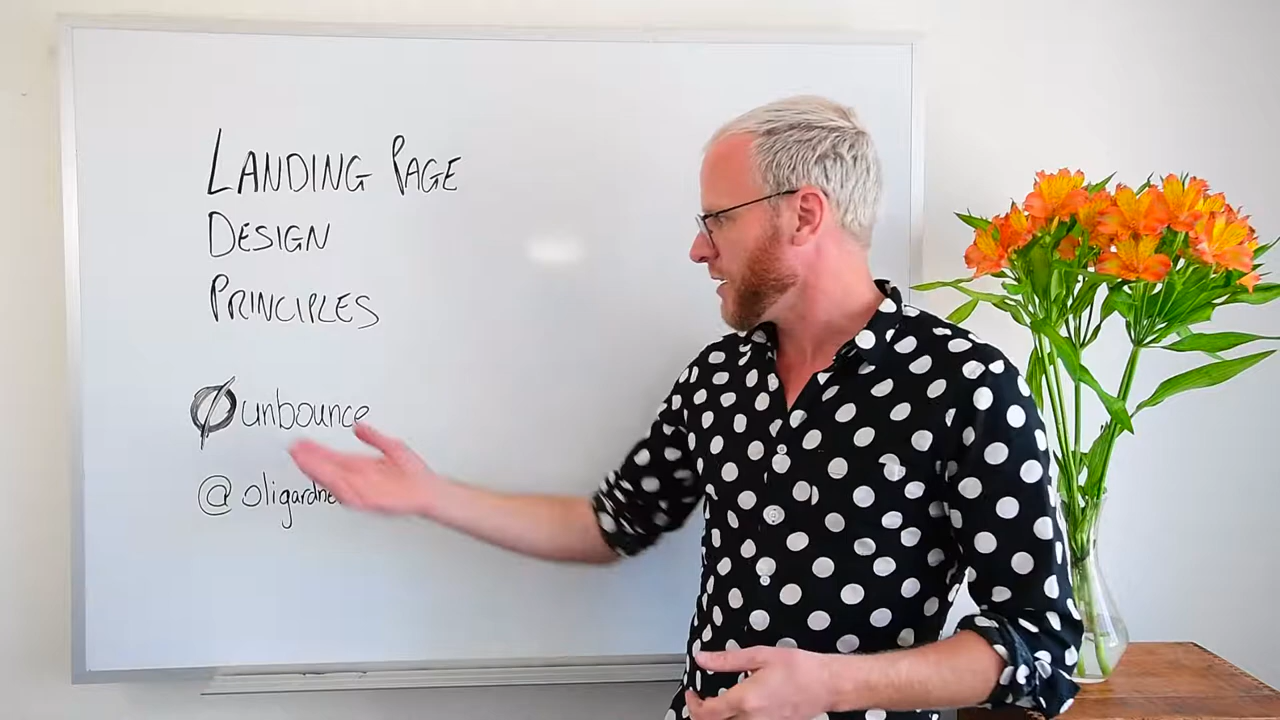 LANDING PAGE
DESIGN
PRINCIPLES
unbounce
@oligardne